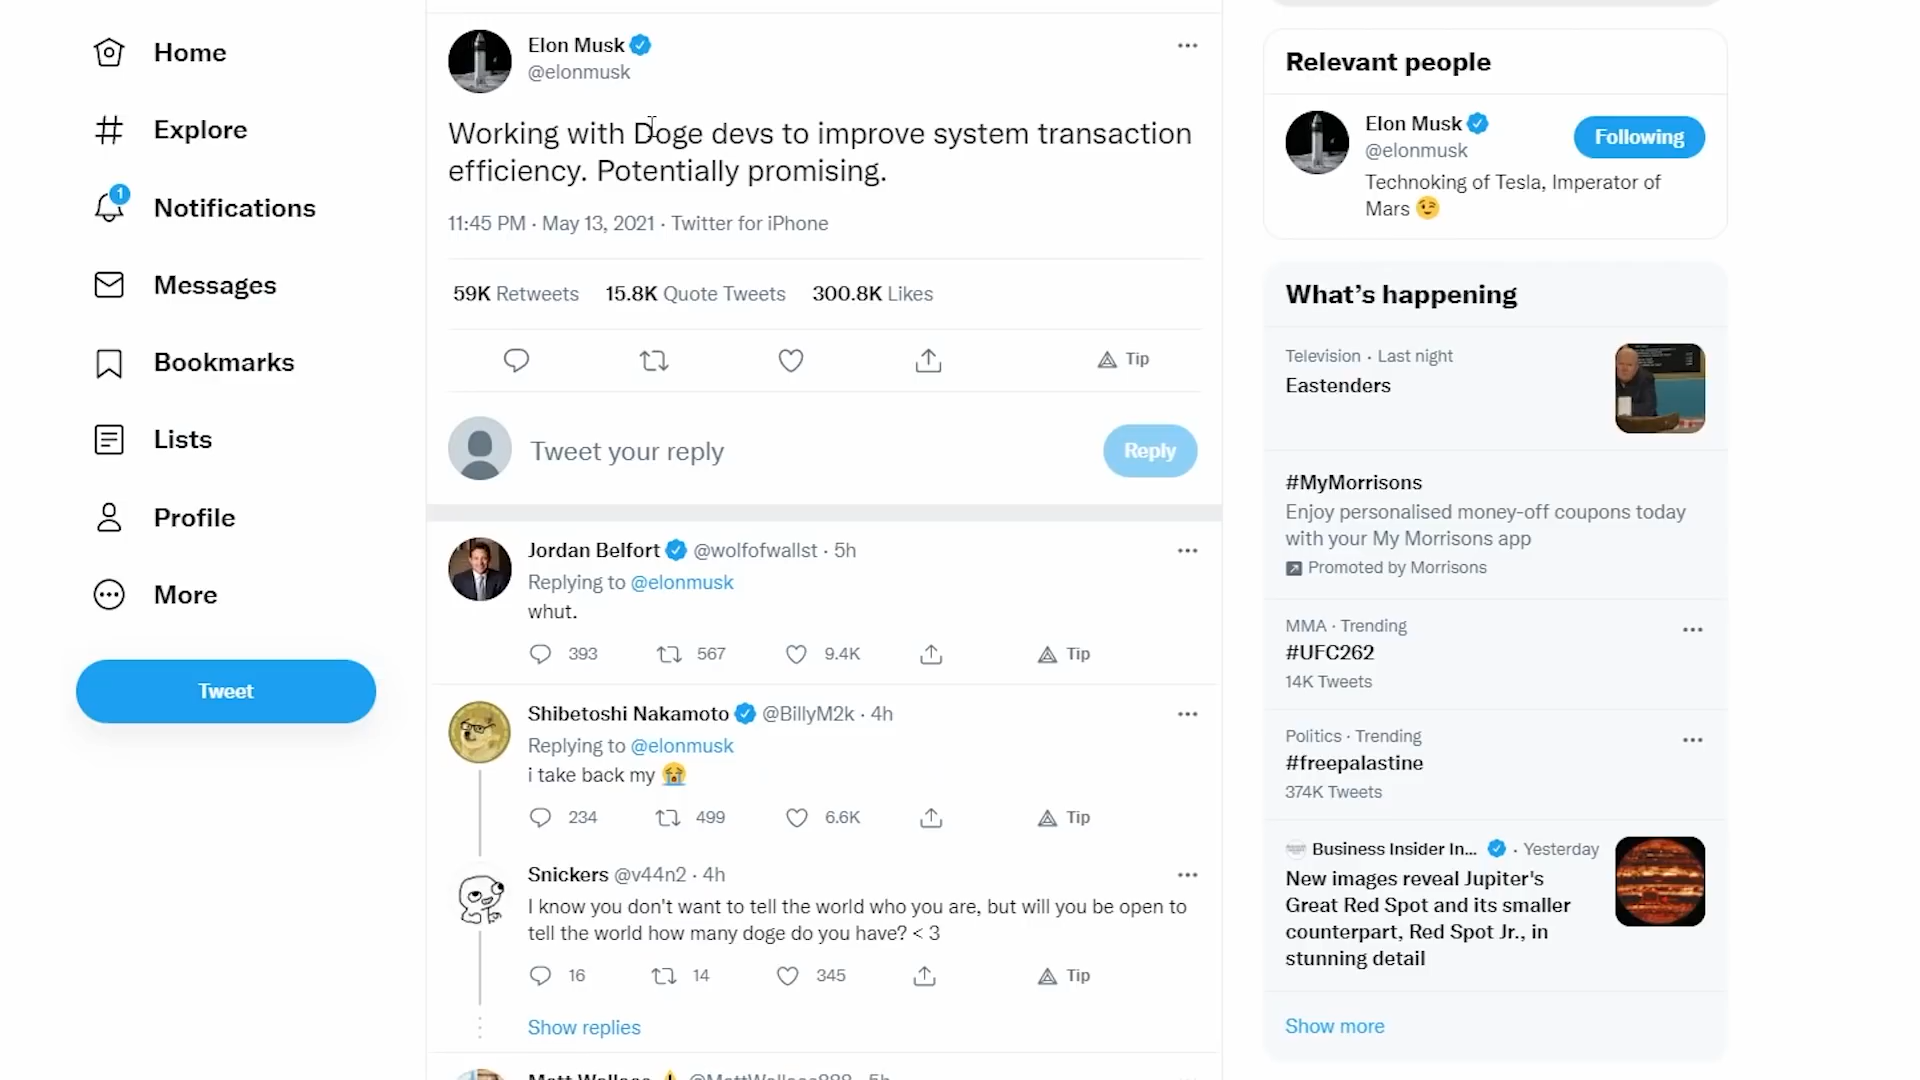 Home
Explore
1
Notifications
Messages
Bookmarks
Lists
Profile
More
Tweet
Elon Musk
@elonmusk
Working with Doge devs to improve system transaction
efficiency. Potentially promising.
11:45 PM · May 13, 2021 · Twitter for iPhone
59K Retweets 15.8K Quote Tweets 300.8K Likes
Tip
Tweet your reply
Reply
Jordan Belfort @wolfofwallst · 5h
Replying to @elonmusk
whut.
393 567 9.4K Tip
Shibetoshi Nakamoto @BillyM2k · 4h
Replying to @elonmusk
i take back my 😭
234 499 6.6K Tip
Snickers @v44n2 · 4h
I know you don't want to tell the world who you are, but will you be open to
tell the world how many doge do you have? < 3
16 14 345 Tip
Show replies
Matt Wallace @MattWallace888 · 5h
Relevant people
Elon Musk
@elonmusk
Following
Technoking of Tesla, Imperator of
Mars 😉
What's happening
Television · Last night
Eastenders
#MyMorrisons
Enjoy personalised money-off coupons today
with your My Morrisons app
Promoted by Morrisons
MMA · Trending
#UFC262
14K Tweets
Politics · Trending
#freepalastine
374K Tweets
Business Insider In... · Yesterday
New images reveal Jupiter's
Great Red Spot and its smaller
counterpart, Red Spot Jr., in
stunning detail
Show more